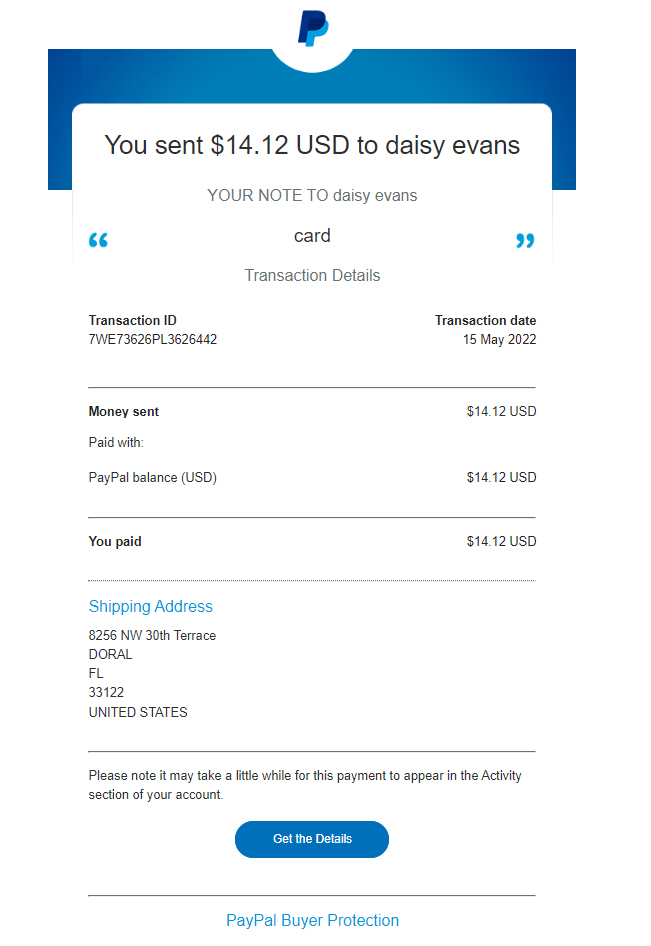 You sent $14.12 USD to daisy evans
YOUR NOTE TO daisy evans
“ card ”
Transaction Details
Transaction ID Transaction date
7WE73626PL3626442 15 May 2022
Money sent $14.12 USD
Paid with:
PayPal balance (USD) $14.12 USD
You paid $14.12 USD
Shipping Address
8256 NW 30th Terrace
DORAL
FL
33122
UNITED STATES
Please note it may take a little while for this payment to appear in the Activity
section of your account.
Get the Details
PayPal Buyer Protection